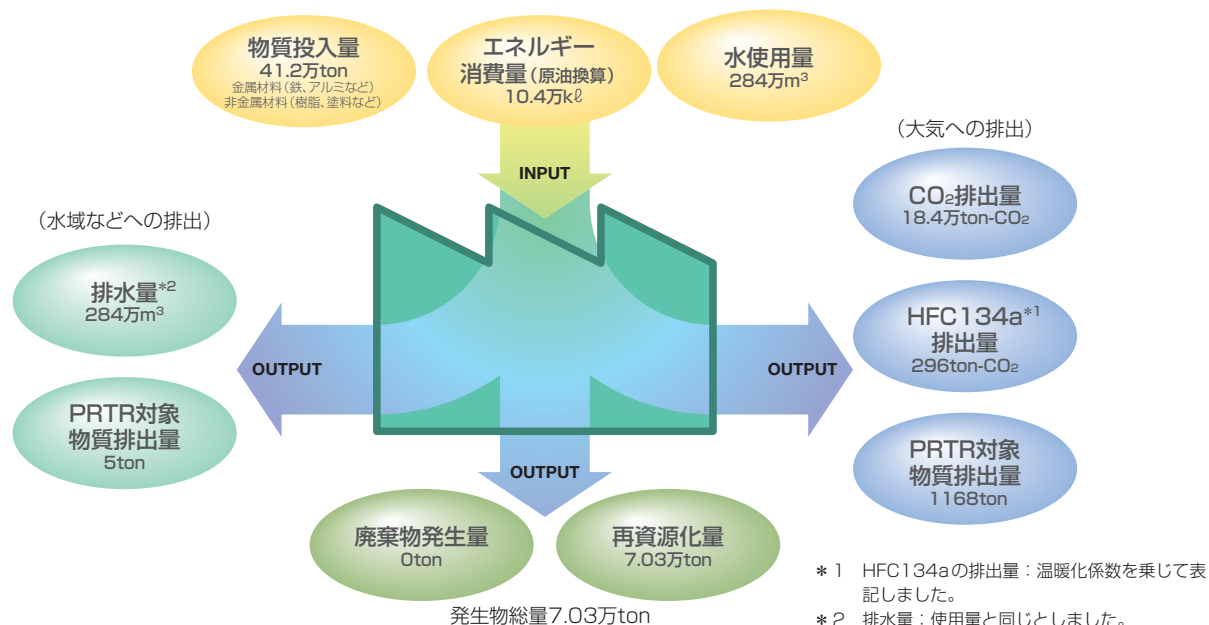 物質投入量
41.2万ton
金属材料(鉄、アルミなど)
非金属材料(樹脂、塗料など)
エネルギー
消費量(原油換算)
10.4万kℓ
水使用量
284万m³
INPUT
(水域などへの排出)
排水量*2
284万m³
PRTR対象
物質排出量
5ton
OUTPUT
(大気への排出)
CO₂排出量
18.4万ton-CO₂
HFC134a*1
排出量
296ton-CO₂
PRTR対象
物質排出量
1168ton
OUTPUT
OUTPUT
廃棄物発生量
0ton
再資源化量
7.03万ton
発生物総量7.03万ton
*1 HFC134aの排出量:温暖化係数を乗じて表
記しました。
*2 排水量:使用量と同じとしました。